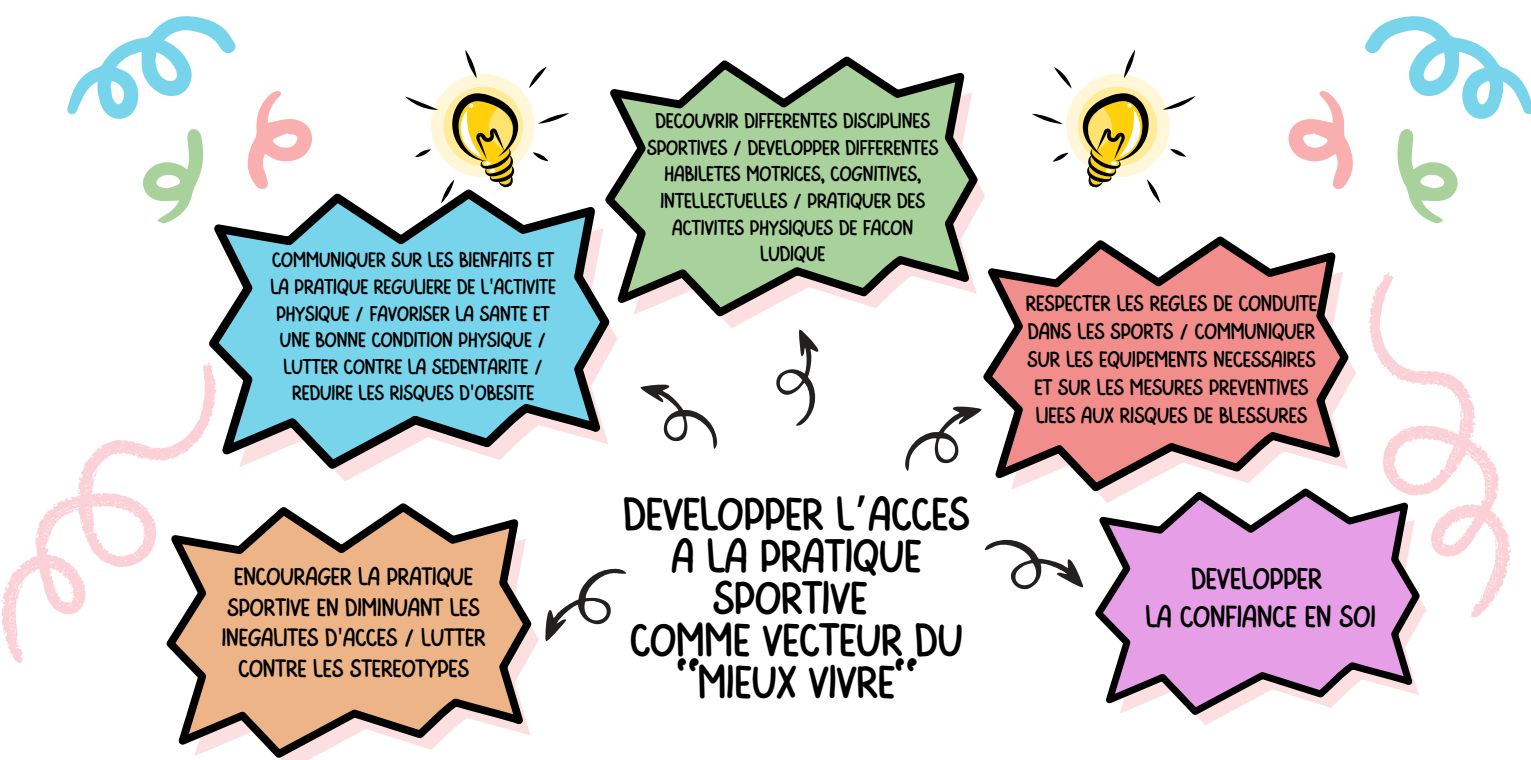 DECOUVRIR DIFFERENTES DISCIPLINES
SPORTIVES / DEVELOPPER DIFFERENTES
HABILETES MOTRICES, COGNITIVES,
INTELLECTUELLES / PRATIQUER DES
ACTIVITES PHYSIQUES DE FACON
LUDIQUE
COMMUNIQUER SUR LES BIENFAITS ET
LA PRATIQUE REGULIERE DE L'ACTIVITE
PHYSIQUE / FAVORISER LA SANTE ET
UNE BONNE CONDITION PHYSIQUE /
LUTTER CONTRE LA SEDENTARITE /
REDUIRE LES RISQUES D'OBESITE
RESPECTER LES REGLES DE CONDUITE
DANS LES SPORTS / COMMUNIQUER
SUR LES EQUIPEMENTS NECESSAIRES
ET SUR LES MESURES PREVENTIVES
LIEES AUX RISQUES DE BLESSURES
ENCOURAGER LA PRATIQUE
SPORTIVE EN DIMINUANT LES
INEGALITES D'ACCES / LUTTER
CONTRE LES STEREOTYPES
DEVELOPPER L'ACCES
A LA PRATIQUE
SPORTIVE
COMME VECTEUR DU
“MIEUX VIVRE“
DEVELOPPER
LA CONFIANCE EN SOI